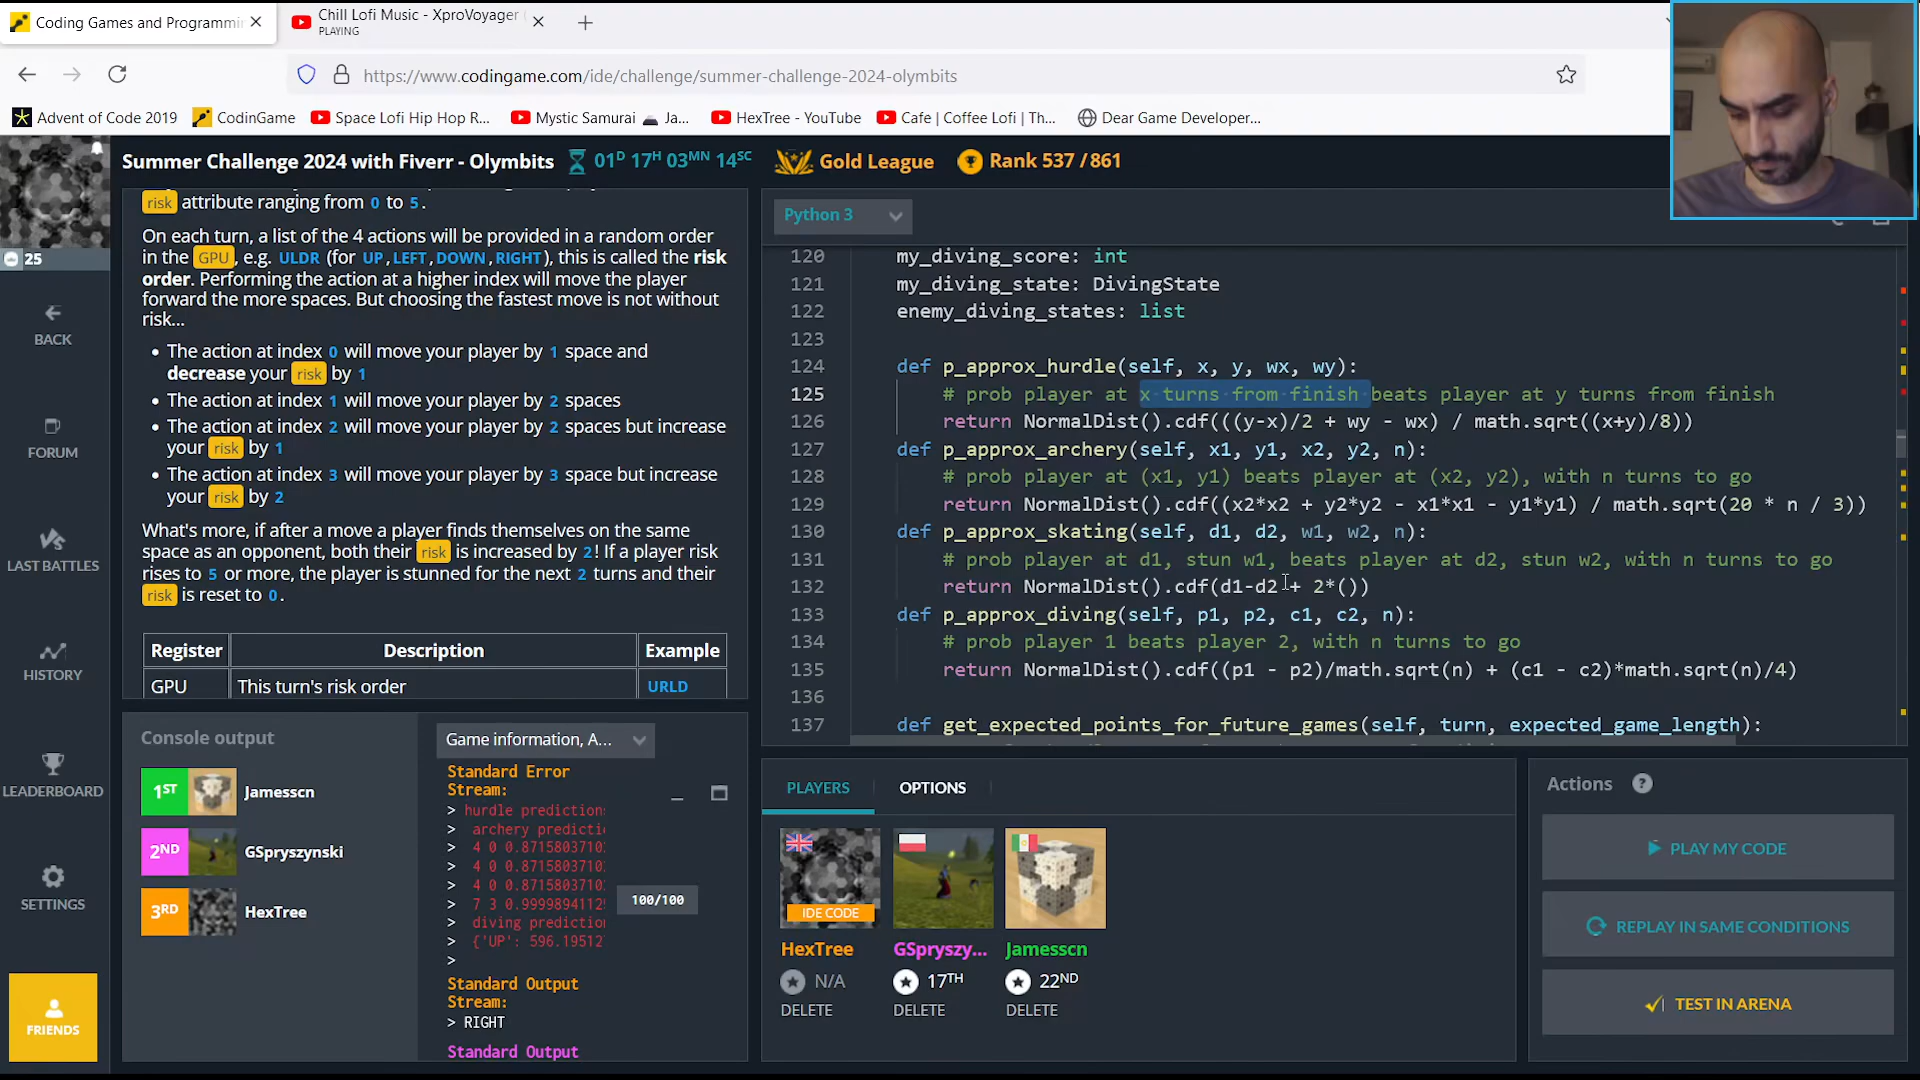 Coding Games and Programmin
Chill Lofi Music - XproVoyager
PLAYING
https://www.codingame.com/ide/challenge/summer-challenge-2024-olymbits
Advent of Code 2019
CodinGame
Space Lofi Hip Hop R...
Mystic Samurai Ja...
HexTree - YouTube
Cafe | Coffee Lofi | Th...
Dear Game Developer...
Summer Challenge 2024 with Fiverr - Olymbits
01D 17H 03MN 14SC
Gold League
Rank 537 / 861
25
BACK
FORUM
LAST BATTLES
HISTORY
LEADERBOARD
SETTINGS
FRIENDS
risk attribute ranging from 0 to 5.
On each turn, a list of the 4 actions will be provided in a random order
in the GPU, e.g. ULDR (for UP, LEFT, DOWN, RIGHT), this is called the risk
order. Performing the action at a higher index will move the player
forward the more spaces. But choosing the fastest move is not without
risk...
• The action at index 0 will move your player by 1 space and
decrease your risk by 1
• The action at index 1 will move your player by 2 spaces
• The action at index 2 will move your player by 2 spaces but increase
your risk by 1
• The action at index 3 will move your player by 3 space but increase
your risk by 2
What's more, if after a move a player finds themselves on the same
space as an opponent, both their risk is increased by 2! If a player risk
rises to 5 or more, the player is stunned for the next 2 turns and their
risk is reset to 0.
Register Description Example
GPU This turn's risk order URLD
Python 3
120 my_diving_score: int
121 my_diving_state: DivingState
122 enemy_diving_states: list
123
124 def p_approx_hurdle(self, x, y, wx, wy):
125 # prob player at x turns from finish beats player at y turns from finish
126 return NormalDist().cdf(((y-x)/2 + wy - wx) / math.sqrt((x+y)/8))
127 def p_approx_archery(self, x1, y1, x2, y2, n):
128 # prob player at (x1, y1) beats player at (x2, y2), with n turns to go
129 return NormalDist().cdf((x2*x2 + y2*y2 - x1*x1 - y1*y1) / math.sqrt(20 * n / 3))
130 def p_approx_skating(self, d1, d2, w1, w2, n):
131 # prob player at d1, stun w1, beats player at d2, stun w2, with n turns to go
132 return NormalDist().cdf(d1-d2 + 2*())
133 def p_approx_diving(self, p1, p2, c1, c2, n):
134 # prob player 1 beats player 2, with n turns to go
135 return NormalDist().cdf((p1 - p2)/math.sqrt(n) + (c1 - c2)*math.sqrt(n)/4)
136
137 def get_expected_points_for_future_games(self, turn, expected_game_length):
Console output
1ST Jamesscn
2ND GSpryszynski
3RD HexTree
Game information, A...
Standard Error
Stream:
> hurdle predictions
> archery predicti
> 4 0 0.8715803710
> 4 0 0.8715803710
> 4 0 0.8715803710
> 7 3 0.9999894112
> diving prediction
> {'UP': 596.19512
>
Standard Output
Stream:
> RIGHT
Standard Output
100/100
PLAYERS
OPTIONS
IDE CODE
HexTree
N/A
DELETE
GSpryszy...
17TH
DELETE
Jamesscn
22ND
DELETE
Actions ?
PLAY MY CODE
REPLAY IN SAME CONDITIONS
TEST IN ARENA